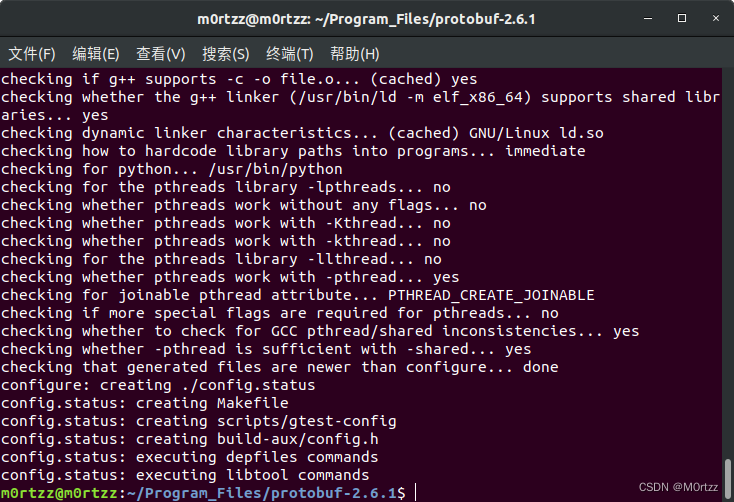 m0rtzz@m0rtzz: ~/Program_Files/protobuf-2.6.1
文件(F) 编辑(E) 查看(V) 搜索(S) 终端(T) 帮助(H)
checking if g++ supports -c -o file.o... (cached) yes
checking whether the g++ linker (/usr/bin/ld -m elf_x86_64) supports shared libr
aries... yes
checking dynamic linker characteristics... (cached) GNU/Linux ld.so
checking how to hardcode library paths into programs... immediate
checking for python... /usr/bin/python
checking for the pthreads library -lpthreads... no
checking whether pthreads work without any flags... no
checking whether pthreads work with -Kthread... no
checking whether pthreads work with -kthread... no
checking for the pthreads library -llthread... no
checking whether pthreads work with -pthread... yes
checking for joinable pthread attribute... PTHREAD_CREATE_JOINABLE
checking if more special flags are required for pthreads... no
checking whether to check for GCC pthread/shared inconsistencies... yes
checking whether -pthread is sufficient with -shared... yes
checking that generated files are newer than configure... done
configure: creating ./config.status
config.status: creating Makefile
config.status: creating scripts/gtest-config
config.status: creating build-aux/config.h
config.status: executing depfiles commands
config.status: executing libtool commands
m0rtzz@m0rtzz:~/Program_Files/protobuf-2.6.1$
CSDN @M0rtzz